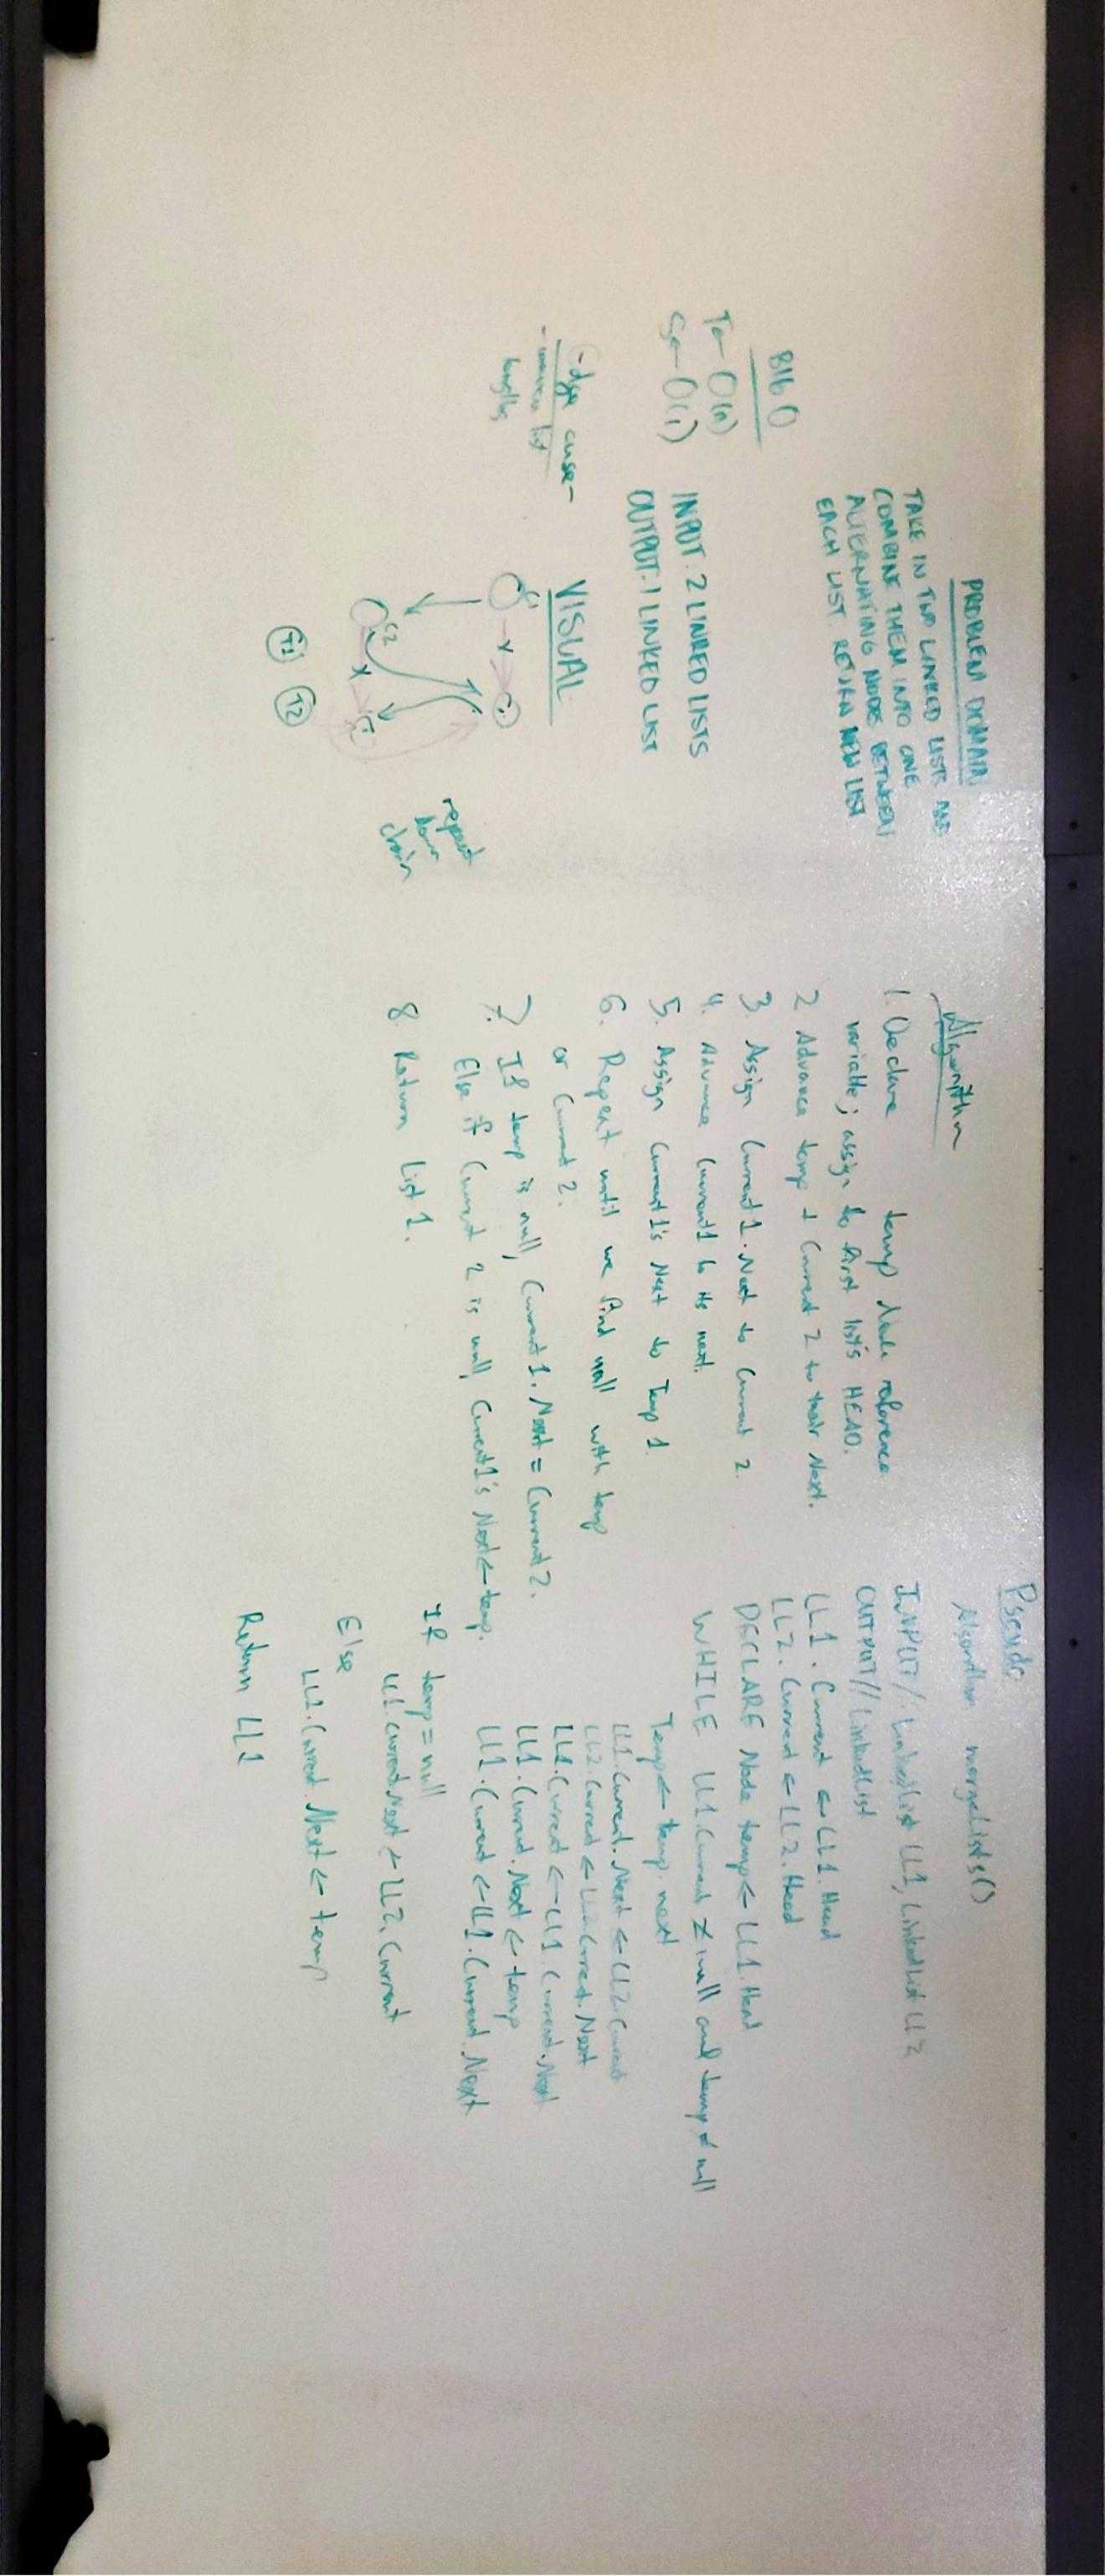 PROBLEM DOMAIN
TAKE IN TWO LINKED LISTS AND
COMBINE THEM INTO ONE
ALTERNATING NODES BETWEEN
EACH LIST. RETURN NEW LIST
BIG O
T← O(n)
S← O(1)
INPUT. 2 LINKED LISTS
OUTPUT. 1 LINKED LIST
Edge case-
- uneven list
lengths
VISUAL
C1
x
C2
x
T1 T2
repeat
down
chain
Algorithm
1. Declare temp Node reference
variable; assign to first list's HEAD.
2 Advance temp + Current 2 to their Next.
3. Assign Current1.Next to Current 2.
4. Advance Current1 to its next.
5. Assign Current1's Next to Temp 1.
6. Repeat until we find null with temp
or Current 2.
7. If temp is null, Current1.Next = Current2.
Else if Current 2 is null, Current1's Next ← temp.
8. Return List 1.
Pseudo
Algorithm mergeLists()
INPUT// LinkedList LL1, LinkedList LL2
OUTPUT// LinkedList
LL1.Current ← LL1.Head
LL2.Current ← LL2.Head
DECLARE Node temp ← LL1.Head
WHILE LL1.Current ≠ null and temp ≠ null
Temp ← temp.next
LL1.Current.Next ← LL2.Current
LL2.Current ← Current.Next
LL1.Current ← LL1.Current.Next
LL1.Current.Next ← temp
LL1.Current ← LL1.Current.Next
If temp = null
LL1.Current.Next ← LL2.Current
Else
LL1.Current.Next ← temp
Return LL1